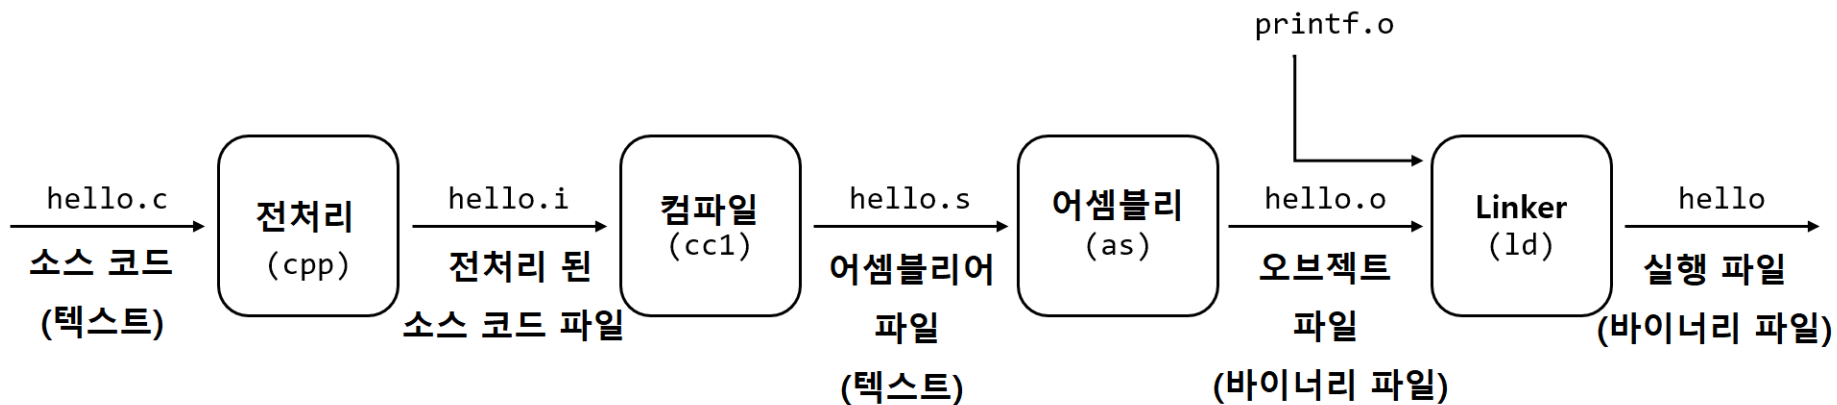 printf.o
hello.c
소스 코드
(텍스트)
전처리
(cpp)
hello.i
전처리 된
소스 코드 파일
컴파일
(cc1)
hello.s
어셈블리어
파일
(텍스트)
어셈블리
(as)
hello.o
오브젝트
파일
(바이너리 파일)
Linker
(ld)
hello
실행 파일
(바이너리 파일)